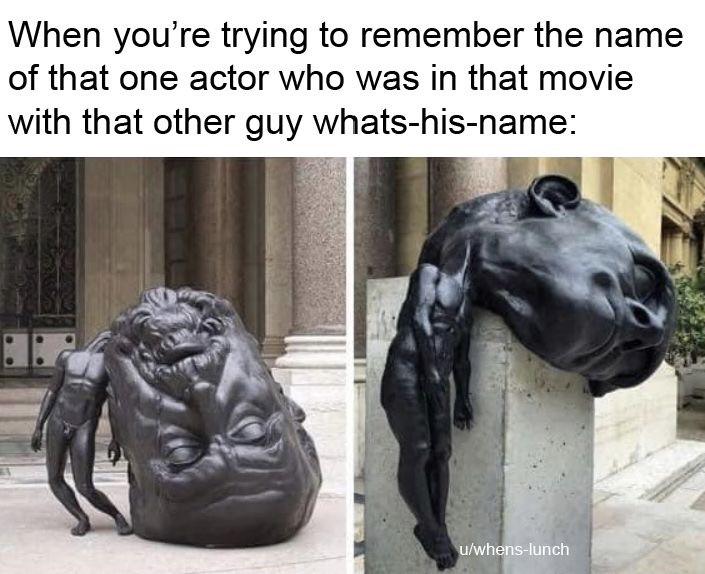 When you’re trying to remember the name
of that one actor who was in that movie
with that other guy whats-his-name:
u/whens-lunch